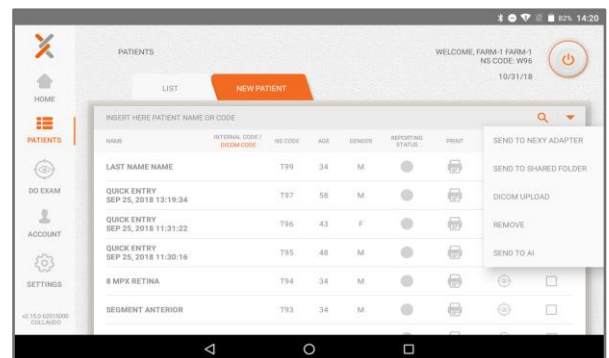 82% 14:20
PATIENTS
WELCOME, FARM-1 FARM-1
NS CODE: W96
10/31/18
LIST
NEW PATIENT
HOME
PATIENTS
DO EXAM
ACCOUNT
SETTINGS
v2.15.0 b2015000
COLLAUDO
INSERT HERE PATIENT NAME OR CODE
NAME INTERNAL CODE/ DICOM CODE NS CODE AGE GENDER REPORTING STATUS PRINT
LAST NAME NAME T99 34 M
QUICK ENTRY
SEP 25, 2018 13:19:34 T97 58 M
QUICK ENTRY
SEP 25, 2018 11:31:22 T96 43 F
QUICK ENTRY
SEP 25, 2018 11:30:16 T95 48 M
8 MPX RETINA T94 34 M
SEGMENT ANTERIOR T93 34 M
SEND TO NEXY ADAPTER
SEND TO SHARED FOLDER
DICOM UPLOAD
REMOVE
SEND TO AI